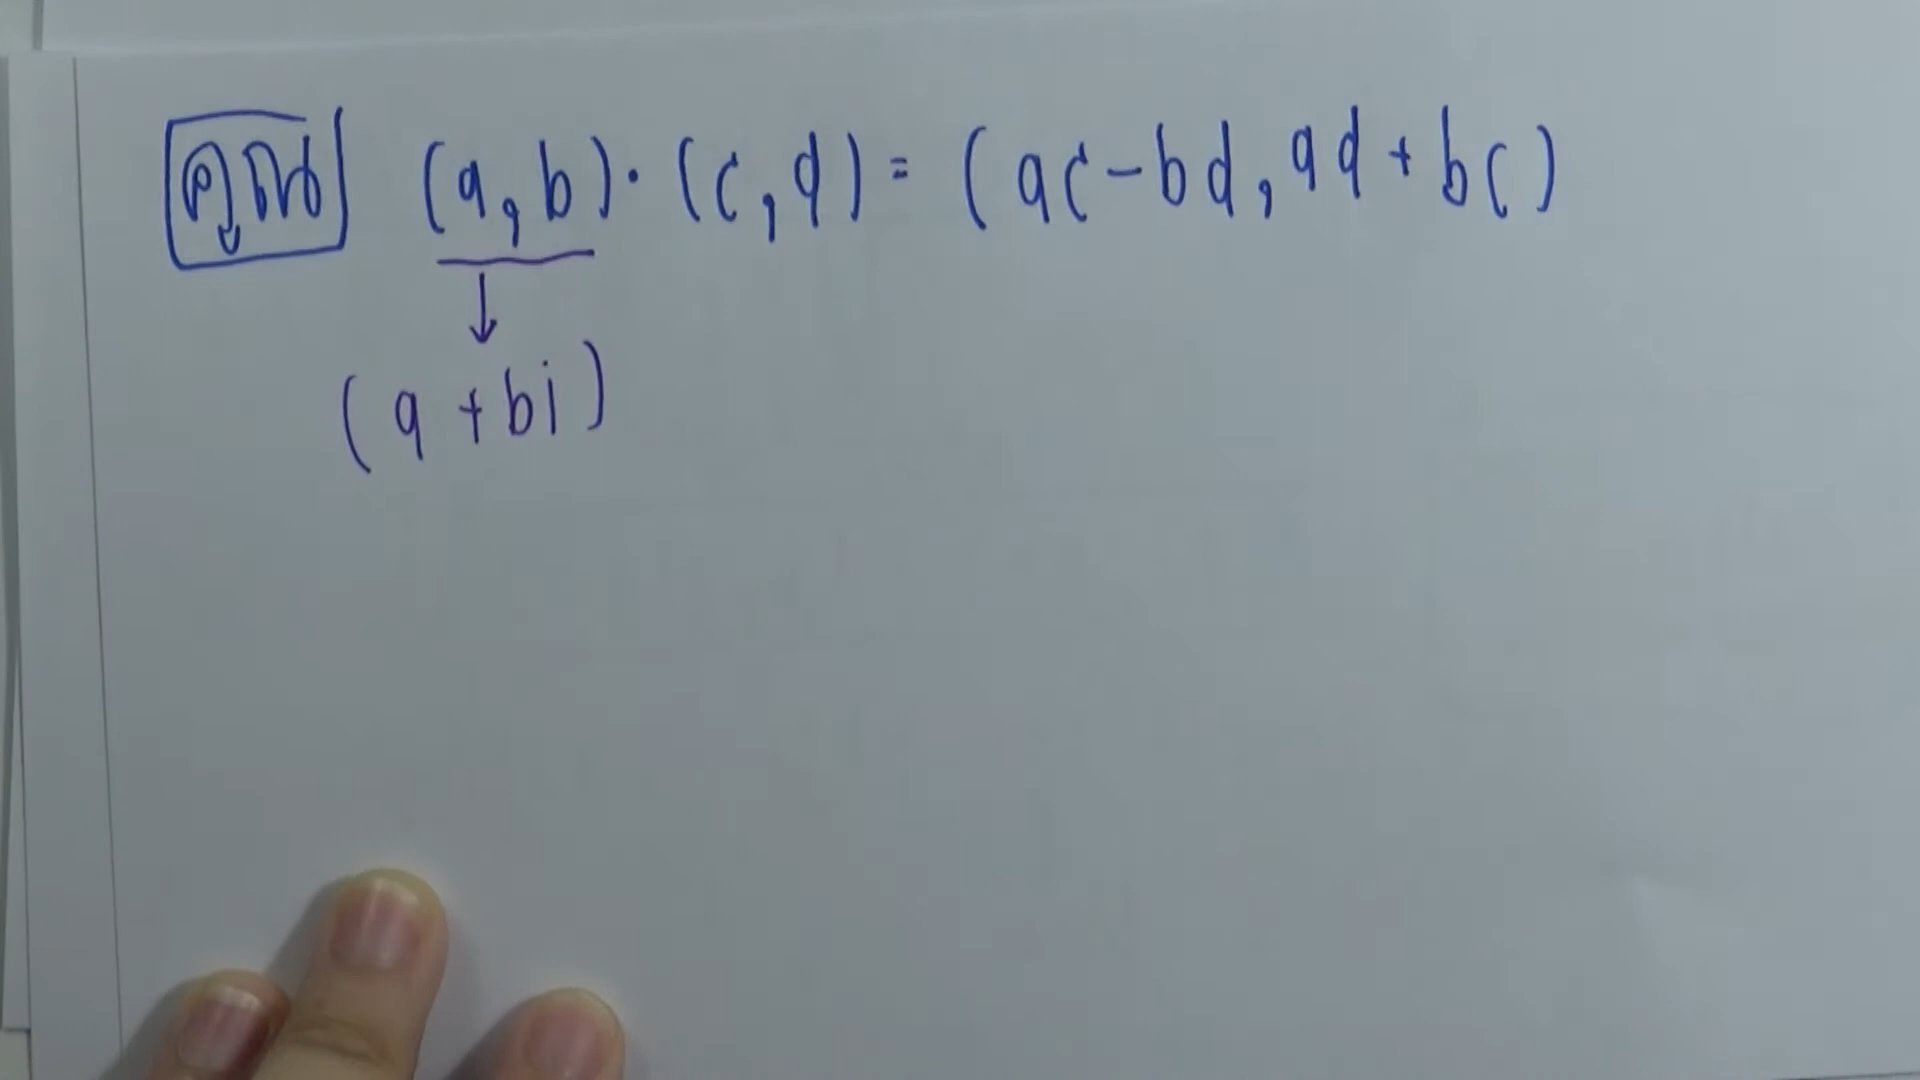 คูณ (a,b)·(c,d) = (ac-bd,ad+bc)
↓
(a+bi)